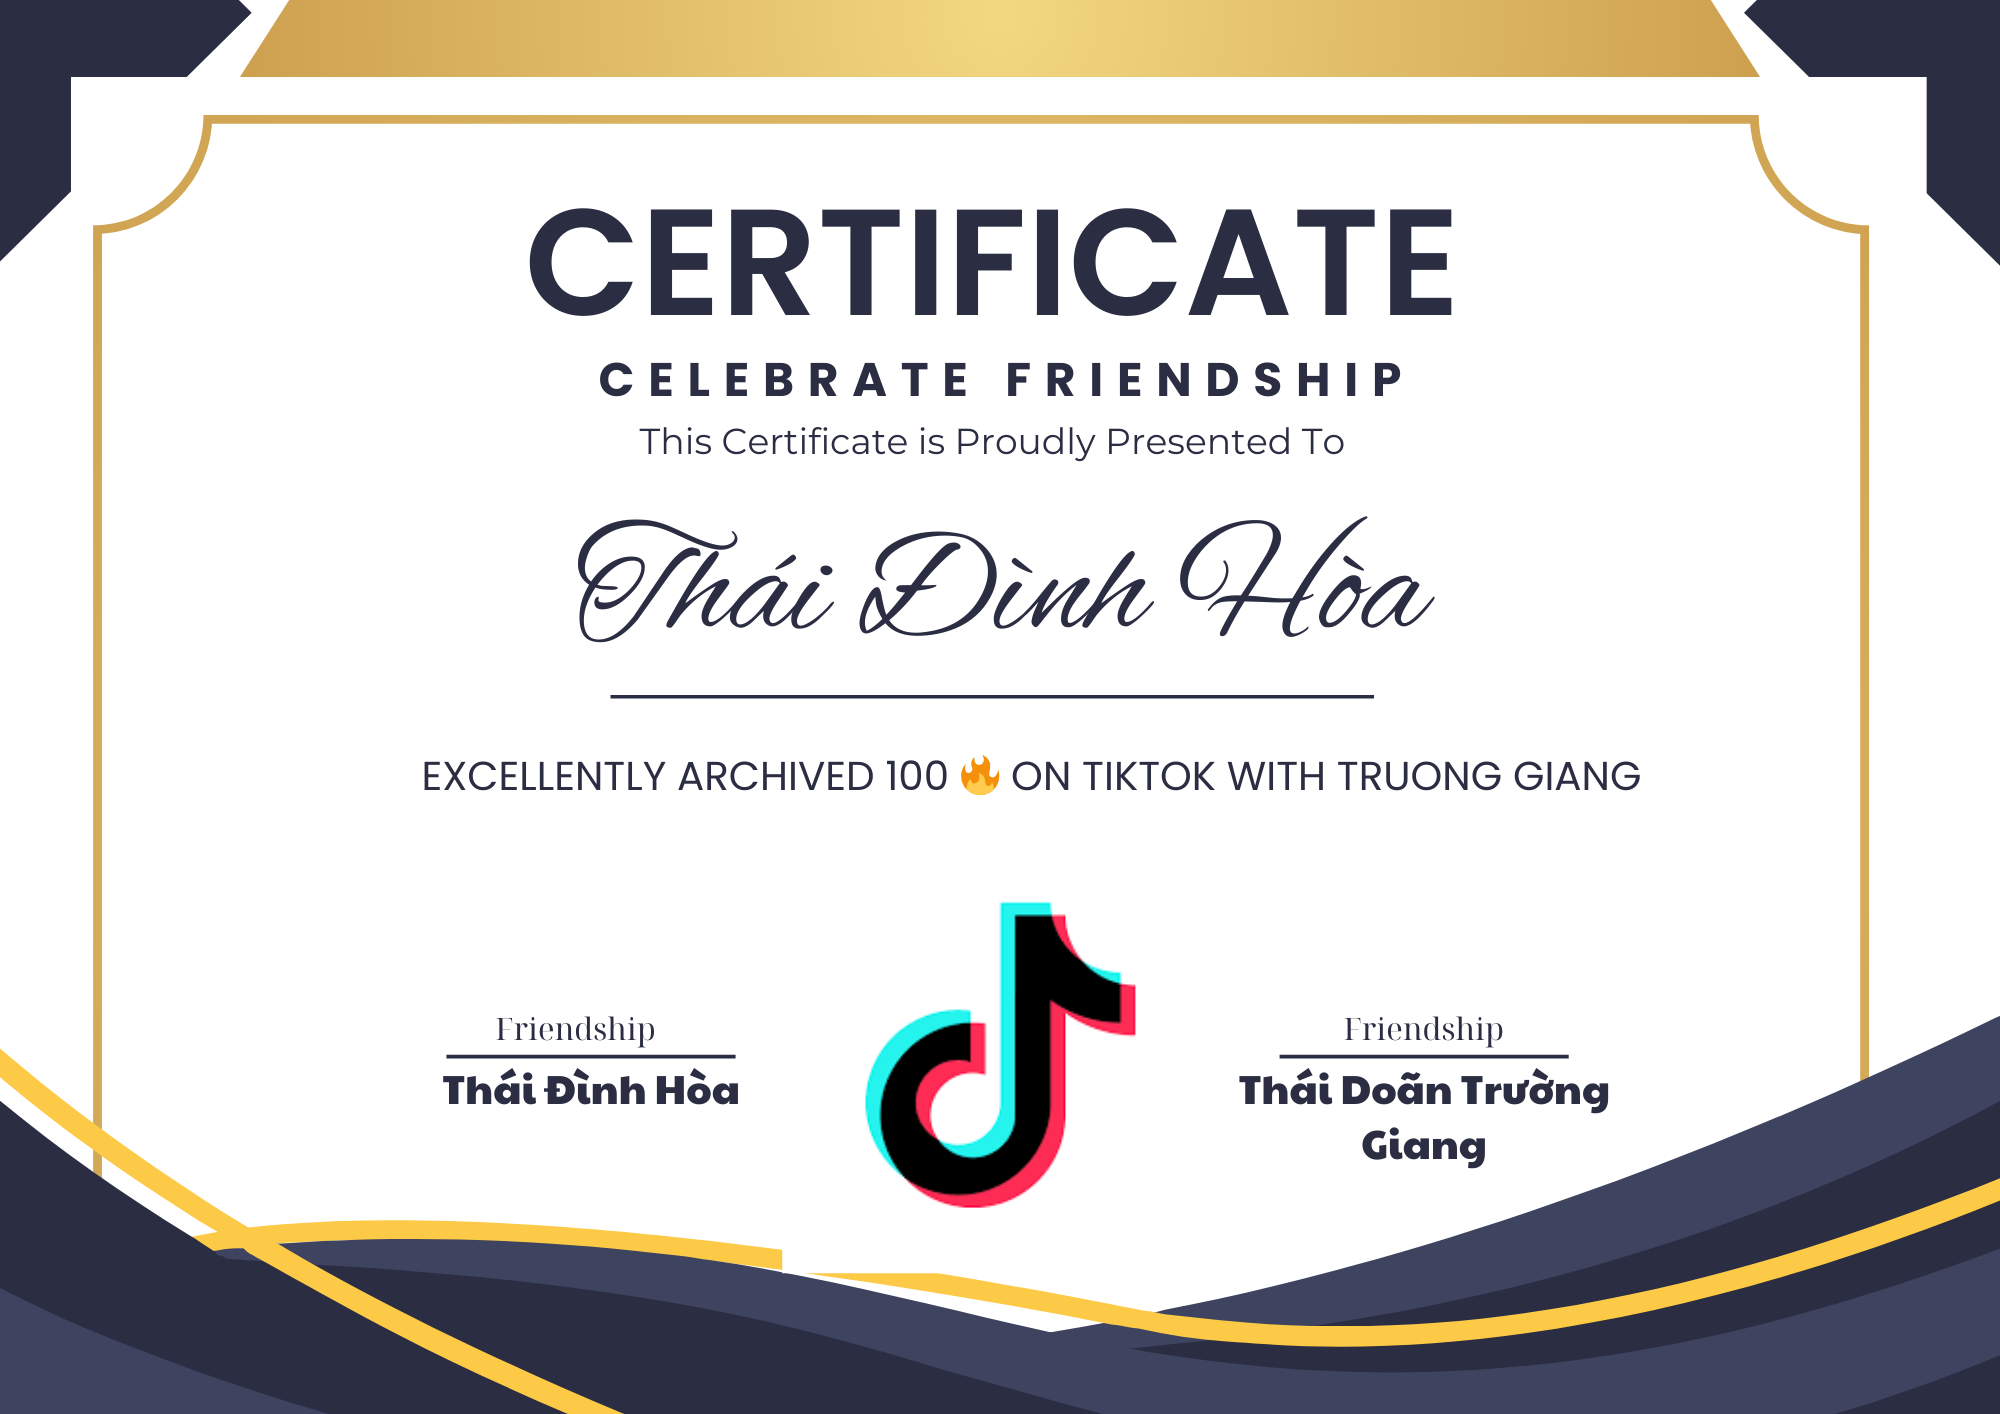 CERTIFICATE
CELEBRATE FRIENDSHIP
This Certificate is Proudly Presented To
Thái Đình Hòa
EXCELLENTLY ARCHIVED 100 🔥 ON TIKTOK WITH TRUONG GIANG
Friendship
Thái Đình Hòa
Friendship
Thái Doãn Trường
Giang